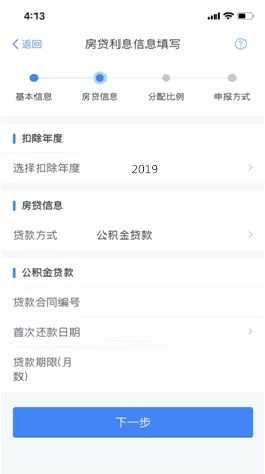 4:13
返回
房贷利息信息填写
?
基本信息
房贷信息
分配比例
申报方式
扣除年度
选择扣除年度 2019
房贷信息
贷款方式 公积金贷款
公积金贷款
贷款合同编号
首次还款日期
贷款期限(月
数)
下一步